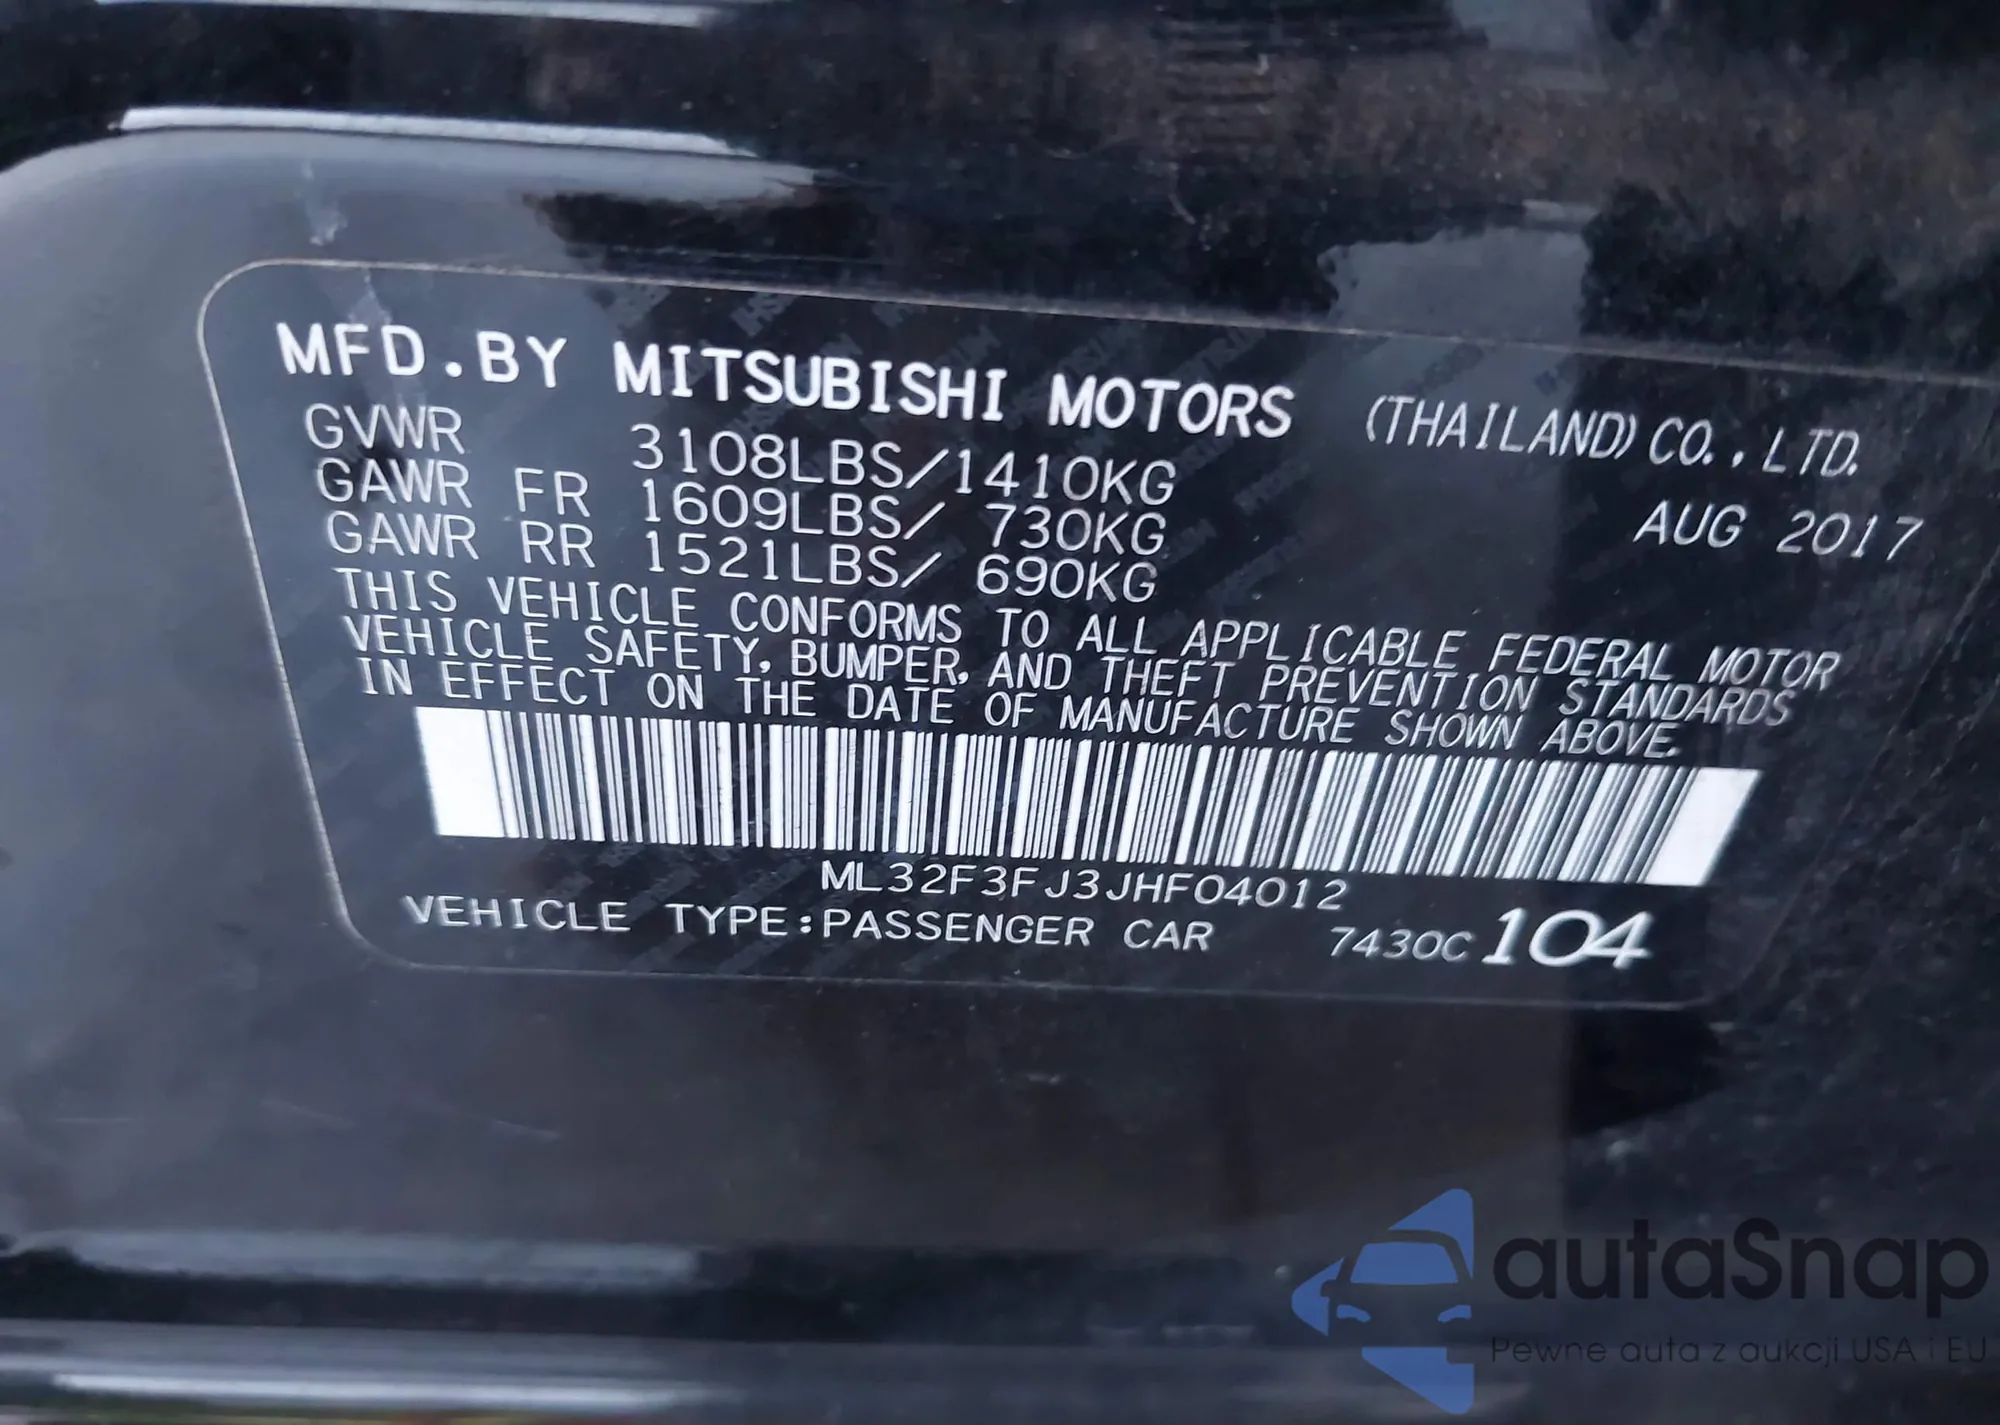 MFD.BY MITSUBISHI MOTORS (THAILAND) CO.,LTD.
GVWR 3108LBS/1410KG AUG 2017
GAWR FR 1609LBS/ 730KG
GAWR RR 1521LBS/ 690KG
THIS VEHICLE CONFORMS TO ALL APPLICABLE FEDERAL MOTOR
VEHICLE SAFETY, BUMPER, AND THEFT PREVENTION STANDARDS
IN EFFECT ON THE DATE OF MANUFACTURE SHOWN ABOVE.
ML32F3FJ3JHF04012
VEHICLE TYPE:PASSENGER CAR 7430C 104
autaSnap
Pewne auta z aukcji USA i EU